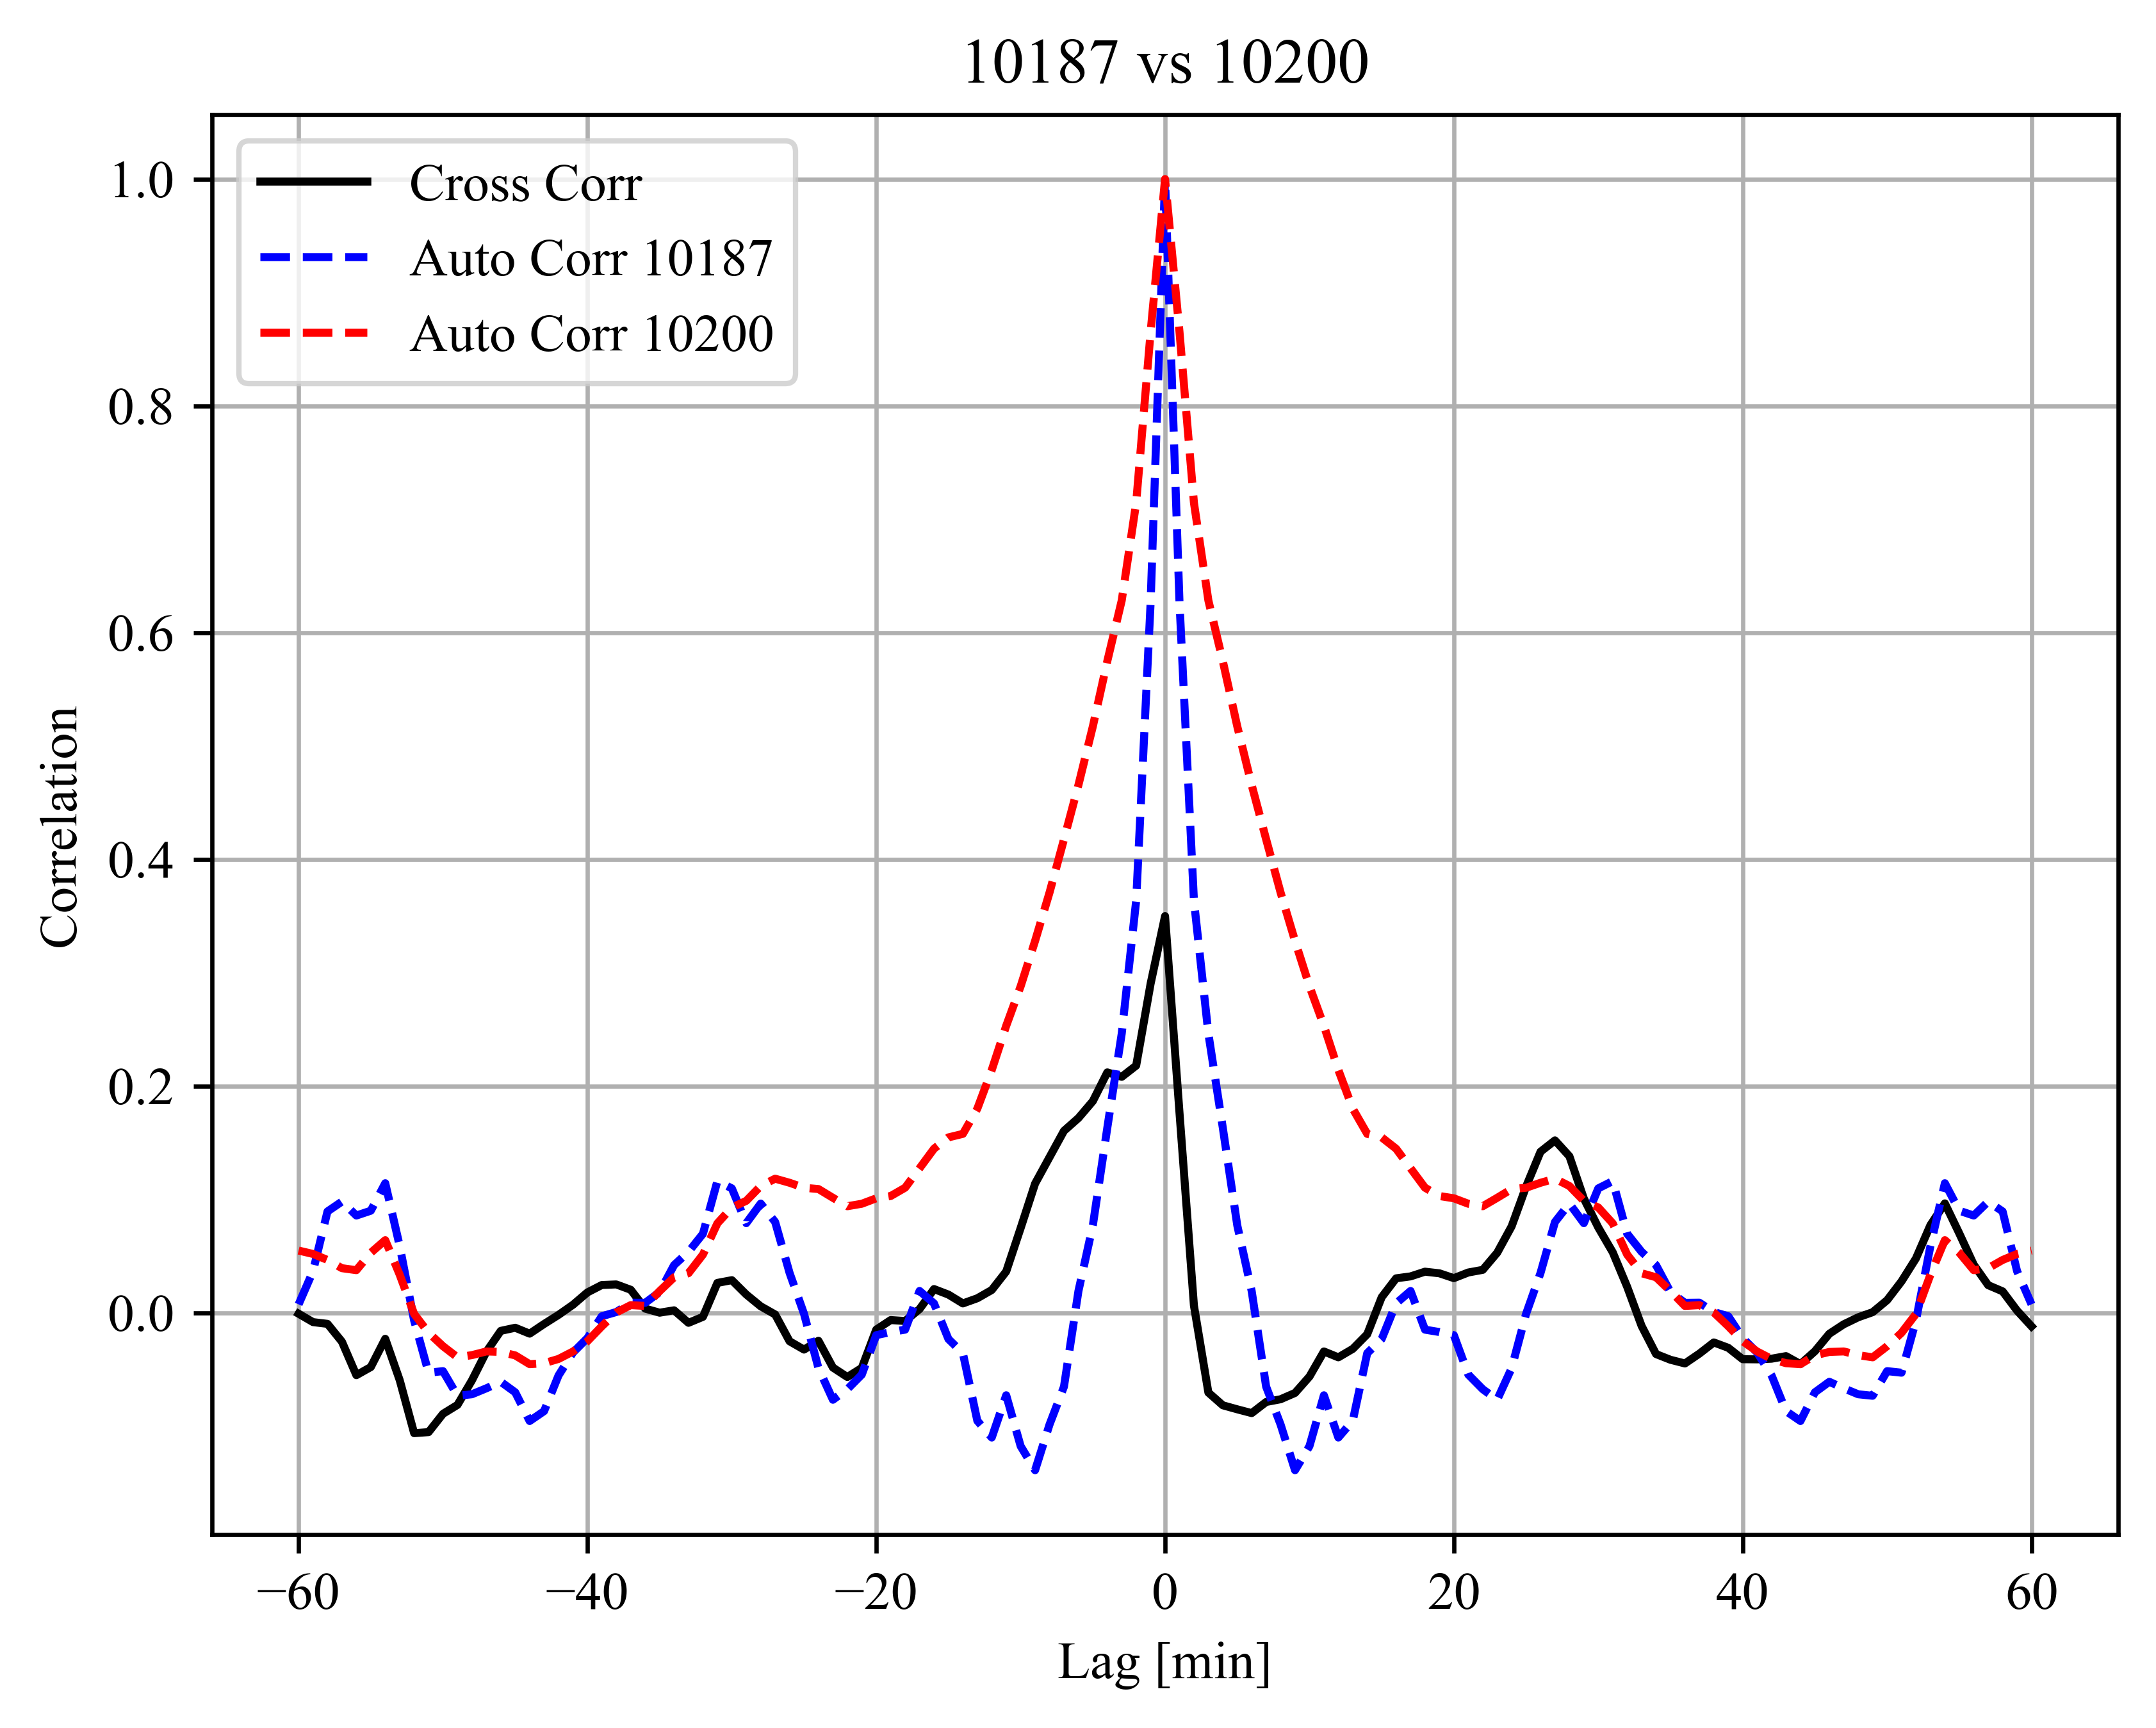 10187 vs 10200
Cross Corr
Auto Corr 10187
Auto Corr 10200
1.0
0.8
0.6
0.4
0.2
0.0
Correlation
−60
−40
−20
0
20
40
60
Lag [min]